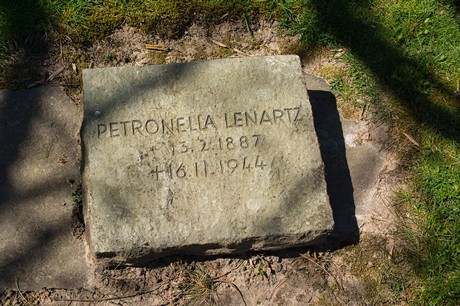 PETRONELLA LENARTZ
* 13.2.1887
+ 16.11.1944